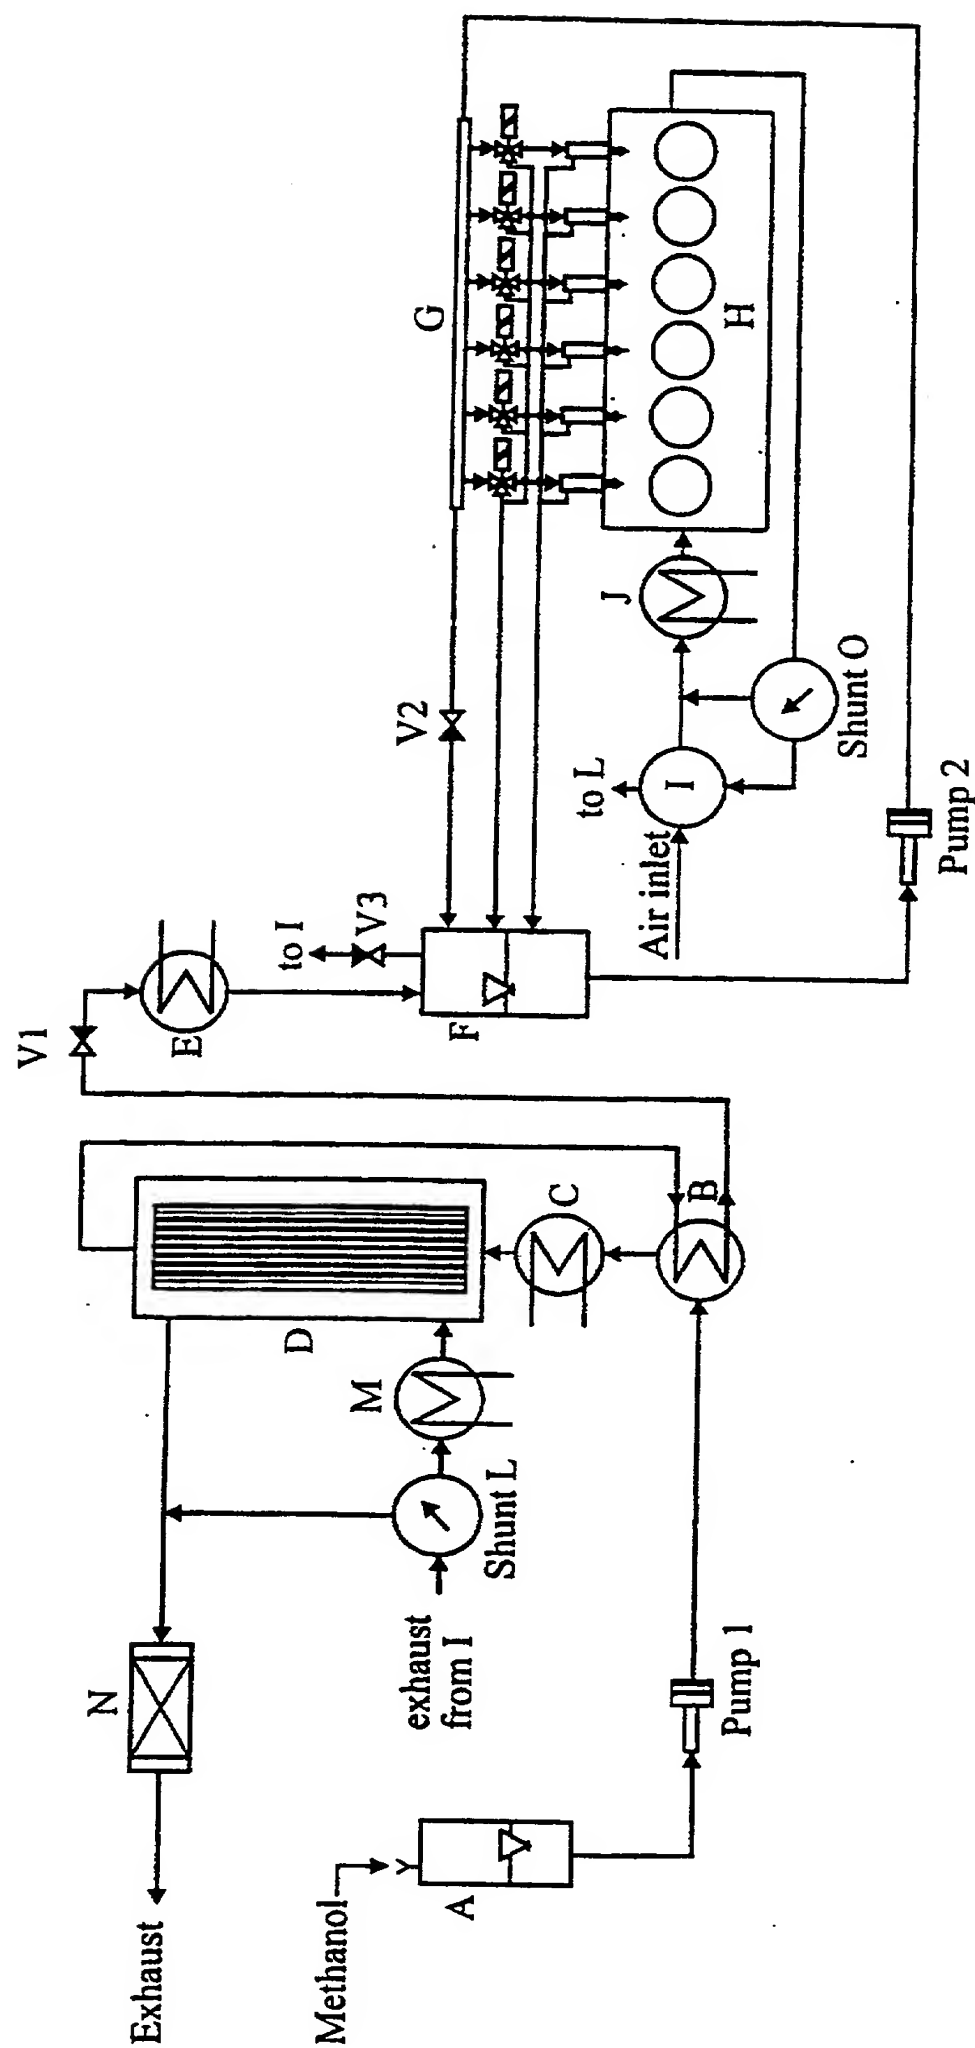 Exhaust
N
Methanol
A
exhaust
from I
Shunt L
M
D
Pump 1
C
B
V1
E
F
to I
V3
Air inlet
to L
I
V2
Shunt O
Pump 2
J
G
H